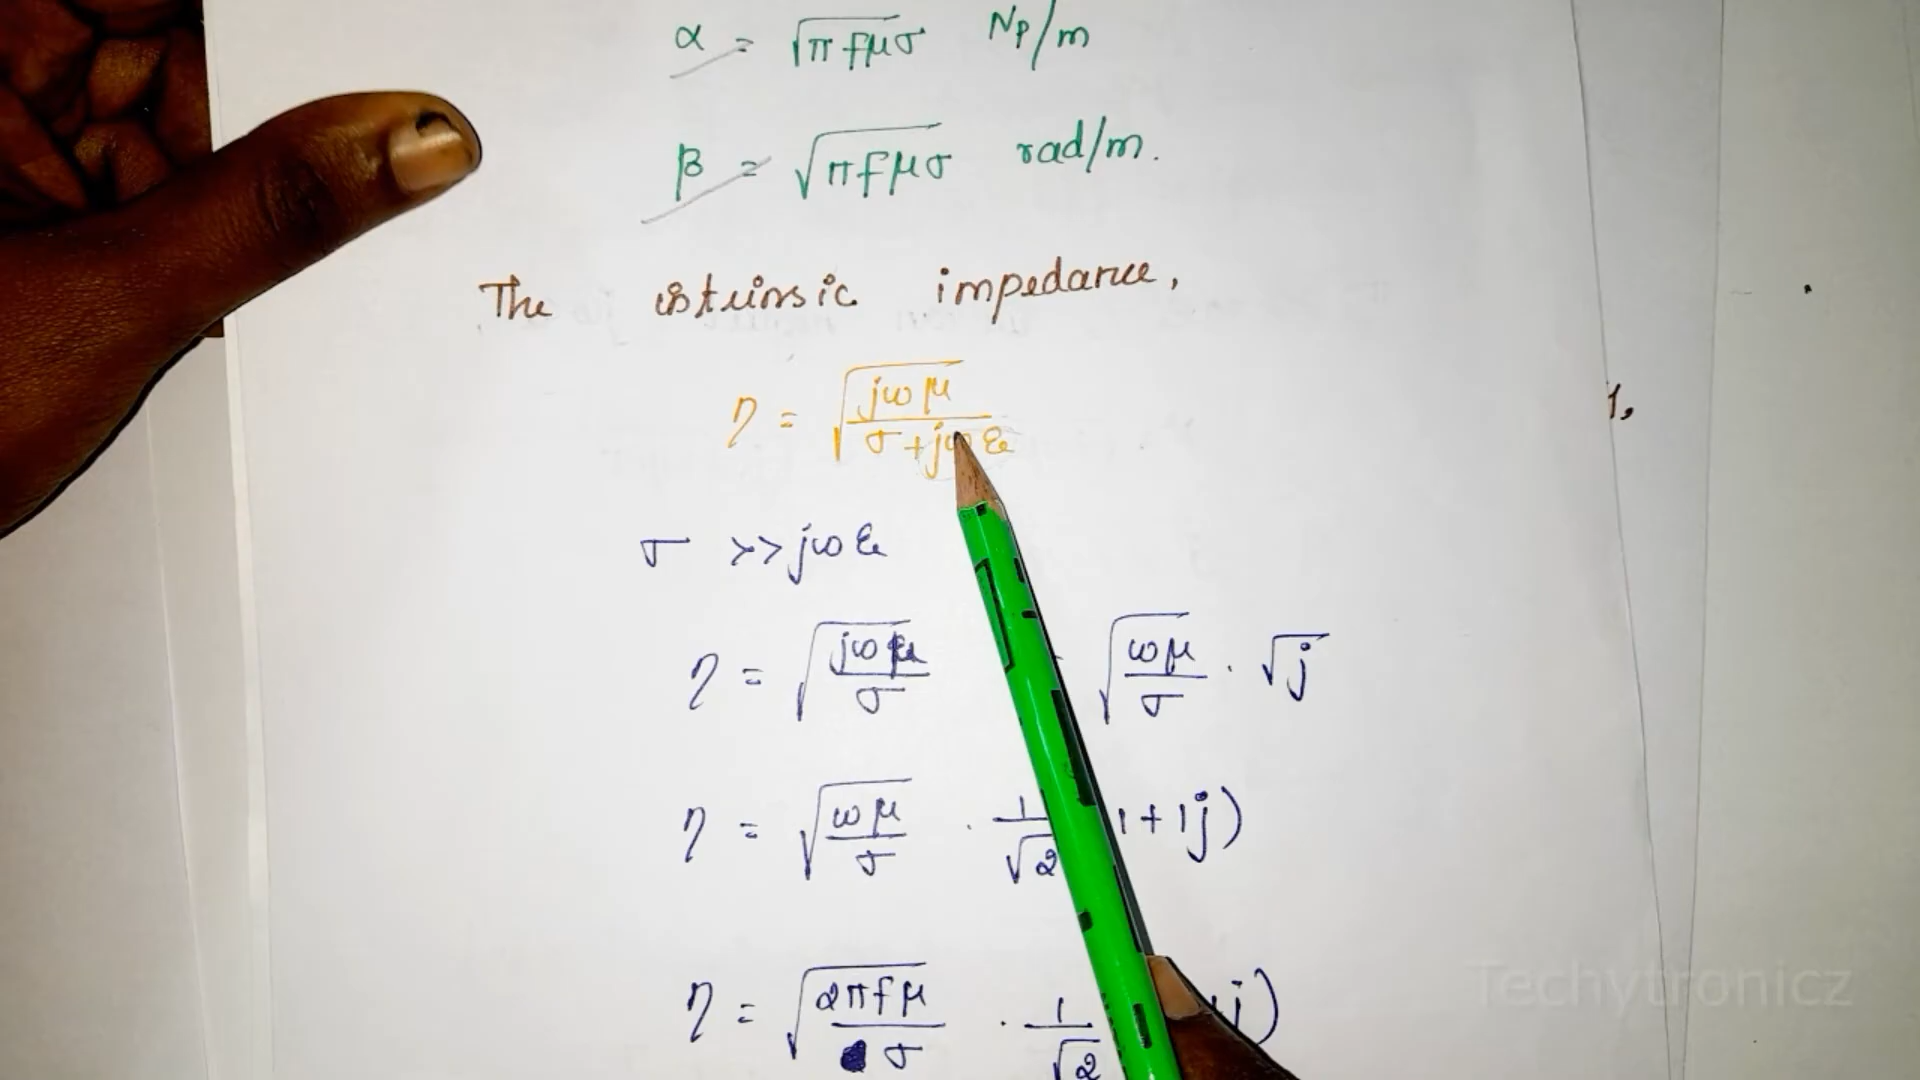 α = √πfμσ Np/m
β = √πfμσ rad/m.
The impedance,
η = √(jωμ / σ+jωε)
σ >> jωε
η = √(jωμ / σ) √(ωμ / σ) . √j
η = √(ωμ / σ) . 1/√2 1+1j)
η = √(2πfμ / σ) . 1/√2 j)
Techytronicz